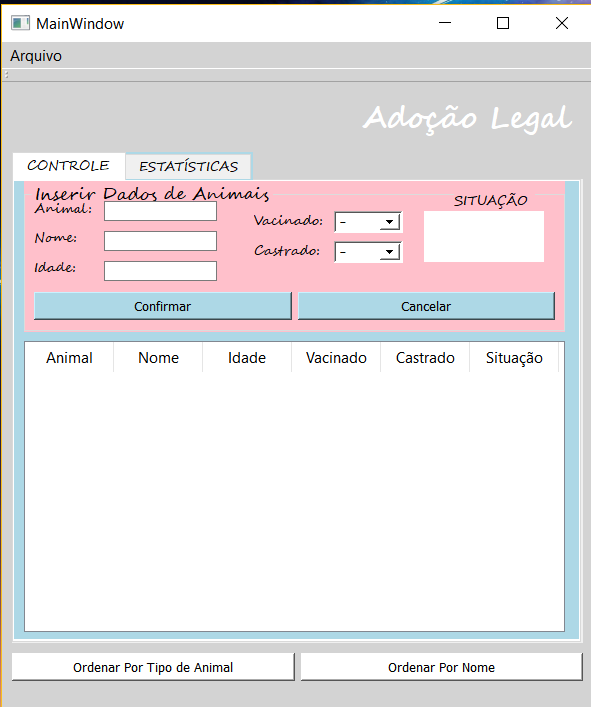 MainWindow
Arquivo
Adoção Legal
CONTROLE
ESTATÍSTICAS
Inserir Dados de Animais
Animal:
Nome:
Idade:
Vacinado:
-
Castrado:
-
SITUAÇÃO
Confirmar
Cancelar
Animal Nome Idade Vacinado Castrado Situação
Ordenar Por Tipo de Animal
Ordenar Por Nome